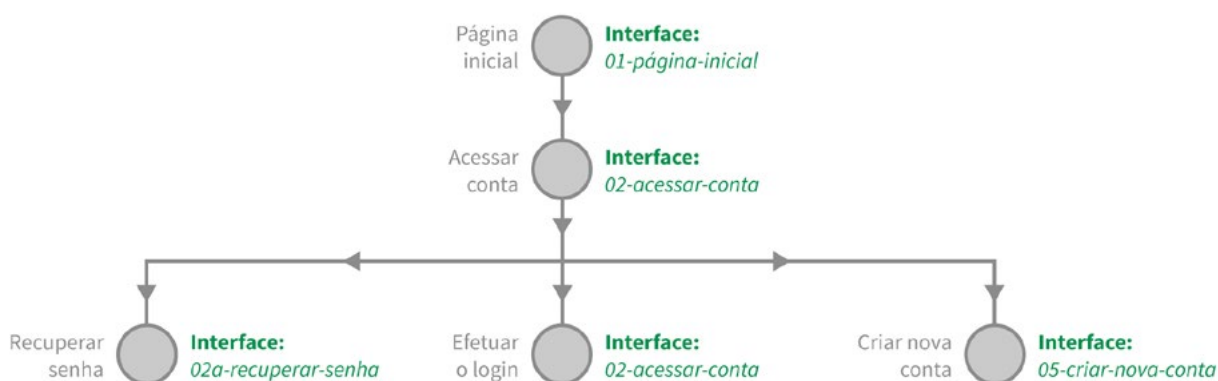 Página
inicial
Interface:
01-página-inicial
Acessar
conta
Interface:
02-acessar-conta
Recuperar
senha
Interface:
02a-recuperar-senha
Efetuar
o login
Interface:
02-acessar-conta
Criar nova
conta
Interface:
05-criar-nova-conta